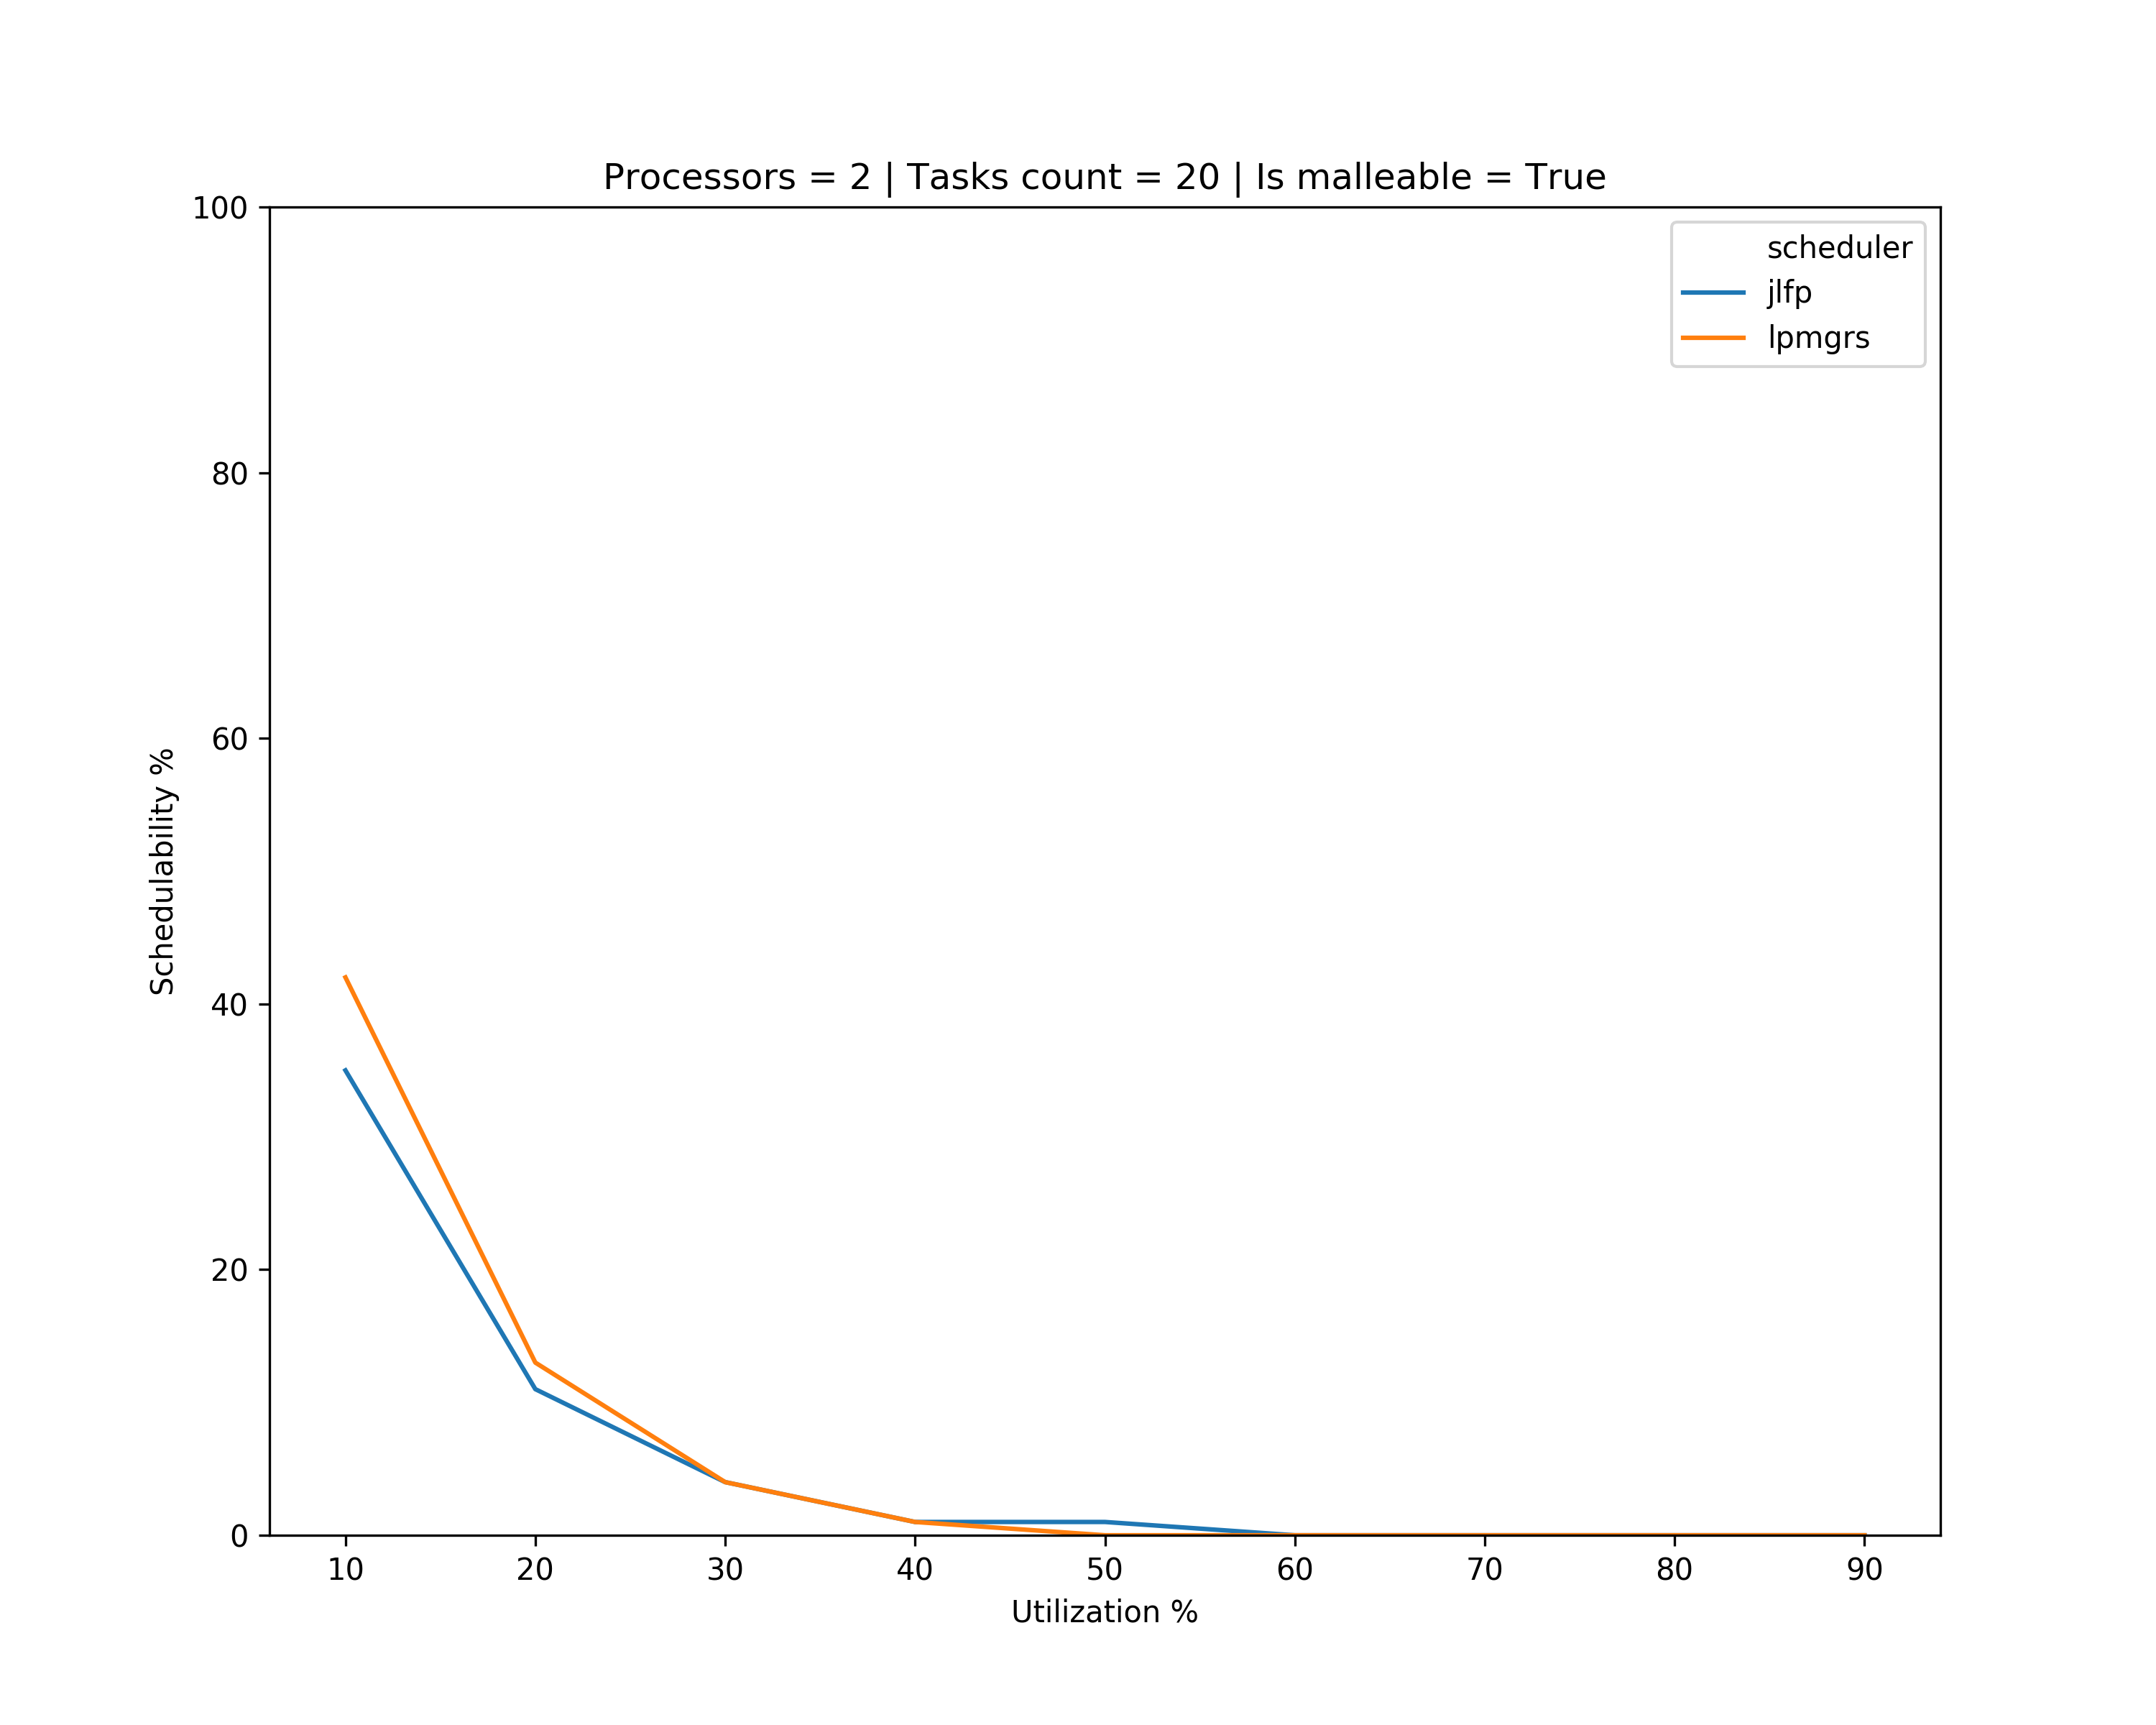 Processors = 2 | Tasks count = 20 | Is malleable = True
scheduler
jlfp
lpmgrs
Schedulability %
100
80
60
40
20
0
10 20 30 40 50 60 70 80 90
Utilization %